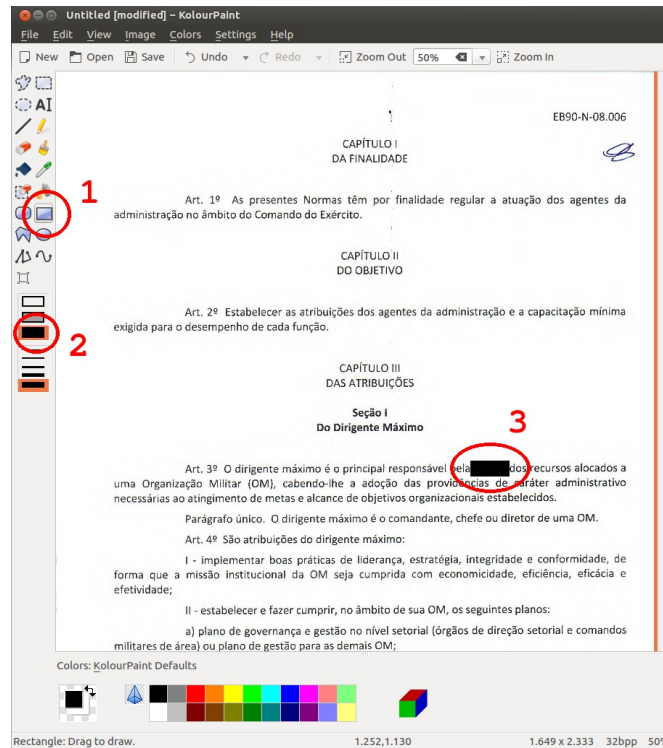 Untitled [modified] – KolourPaint
File Edit View Image Colors Settings Help
New Open Save Undo Redo Zoom Out 50% Zoom In
AI
EB90-N-08.006
CAPÍTULO I
DA FINALIDADE
1
Art. 1º As presentes Normas têm por finalidade regular a atuação dos agentes da
administração no âmbito do Comando do Exército.
CAPÍTULO II
DO OBJETIVO
Art. 2º Estabelecer as atribuições dos agentes da administração e a capacitação mínima
exigida para o desempenho de cada função.
2
CAPÍTULO III
DAS ATRIBUIÇÕES
Seção I
Do Dirigente Máximo
3
Art. 3º O dirigente máximo é o principal responsável pela dos recursos alocados a
uma Organização Militar (OM), cabendo-lhe a adoção das providências de caráter administrativo
necessárias ao atingimento de metas e alcance de objetivos organizacionais estabelecidos.
Parágrafo único. O dirigente máximo é o comandante, chefe ou diretor de uma OM.
Art. 4º São atribuições do dirigente máximo:
I - implementar boas práticas de liderança, estratégia, integridade e conformidade, de
forma que a missão institucional da OM seja cumprida com economicidade, eficiência, eficácia e
efetividade;
II - estabelecer e fazer cumprir, no âmbito de sua OM, os seguintes planos:
a) plano de governança e gestão no nível setorial (órgãos de direção setorial e comandos
militares de área) ou plano de gestão para as demais OM;
Colors: KolourPaint Defaults
Rectangle: Drag to draw. 1.252,1.130 1.649 x 2.333 32bpp